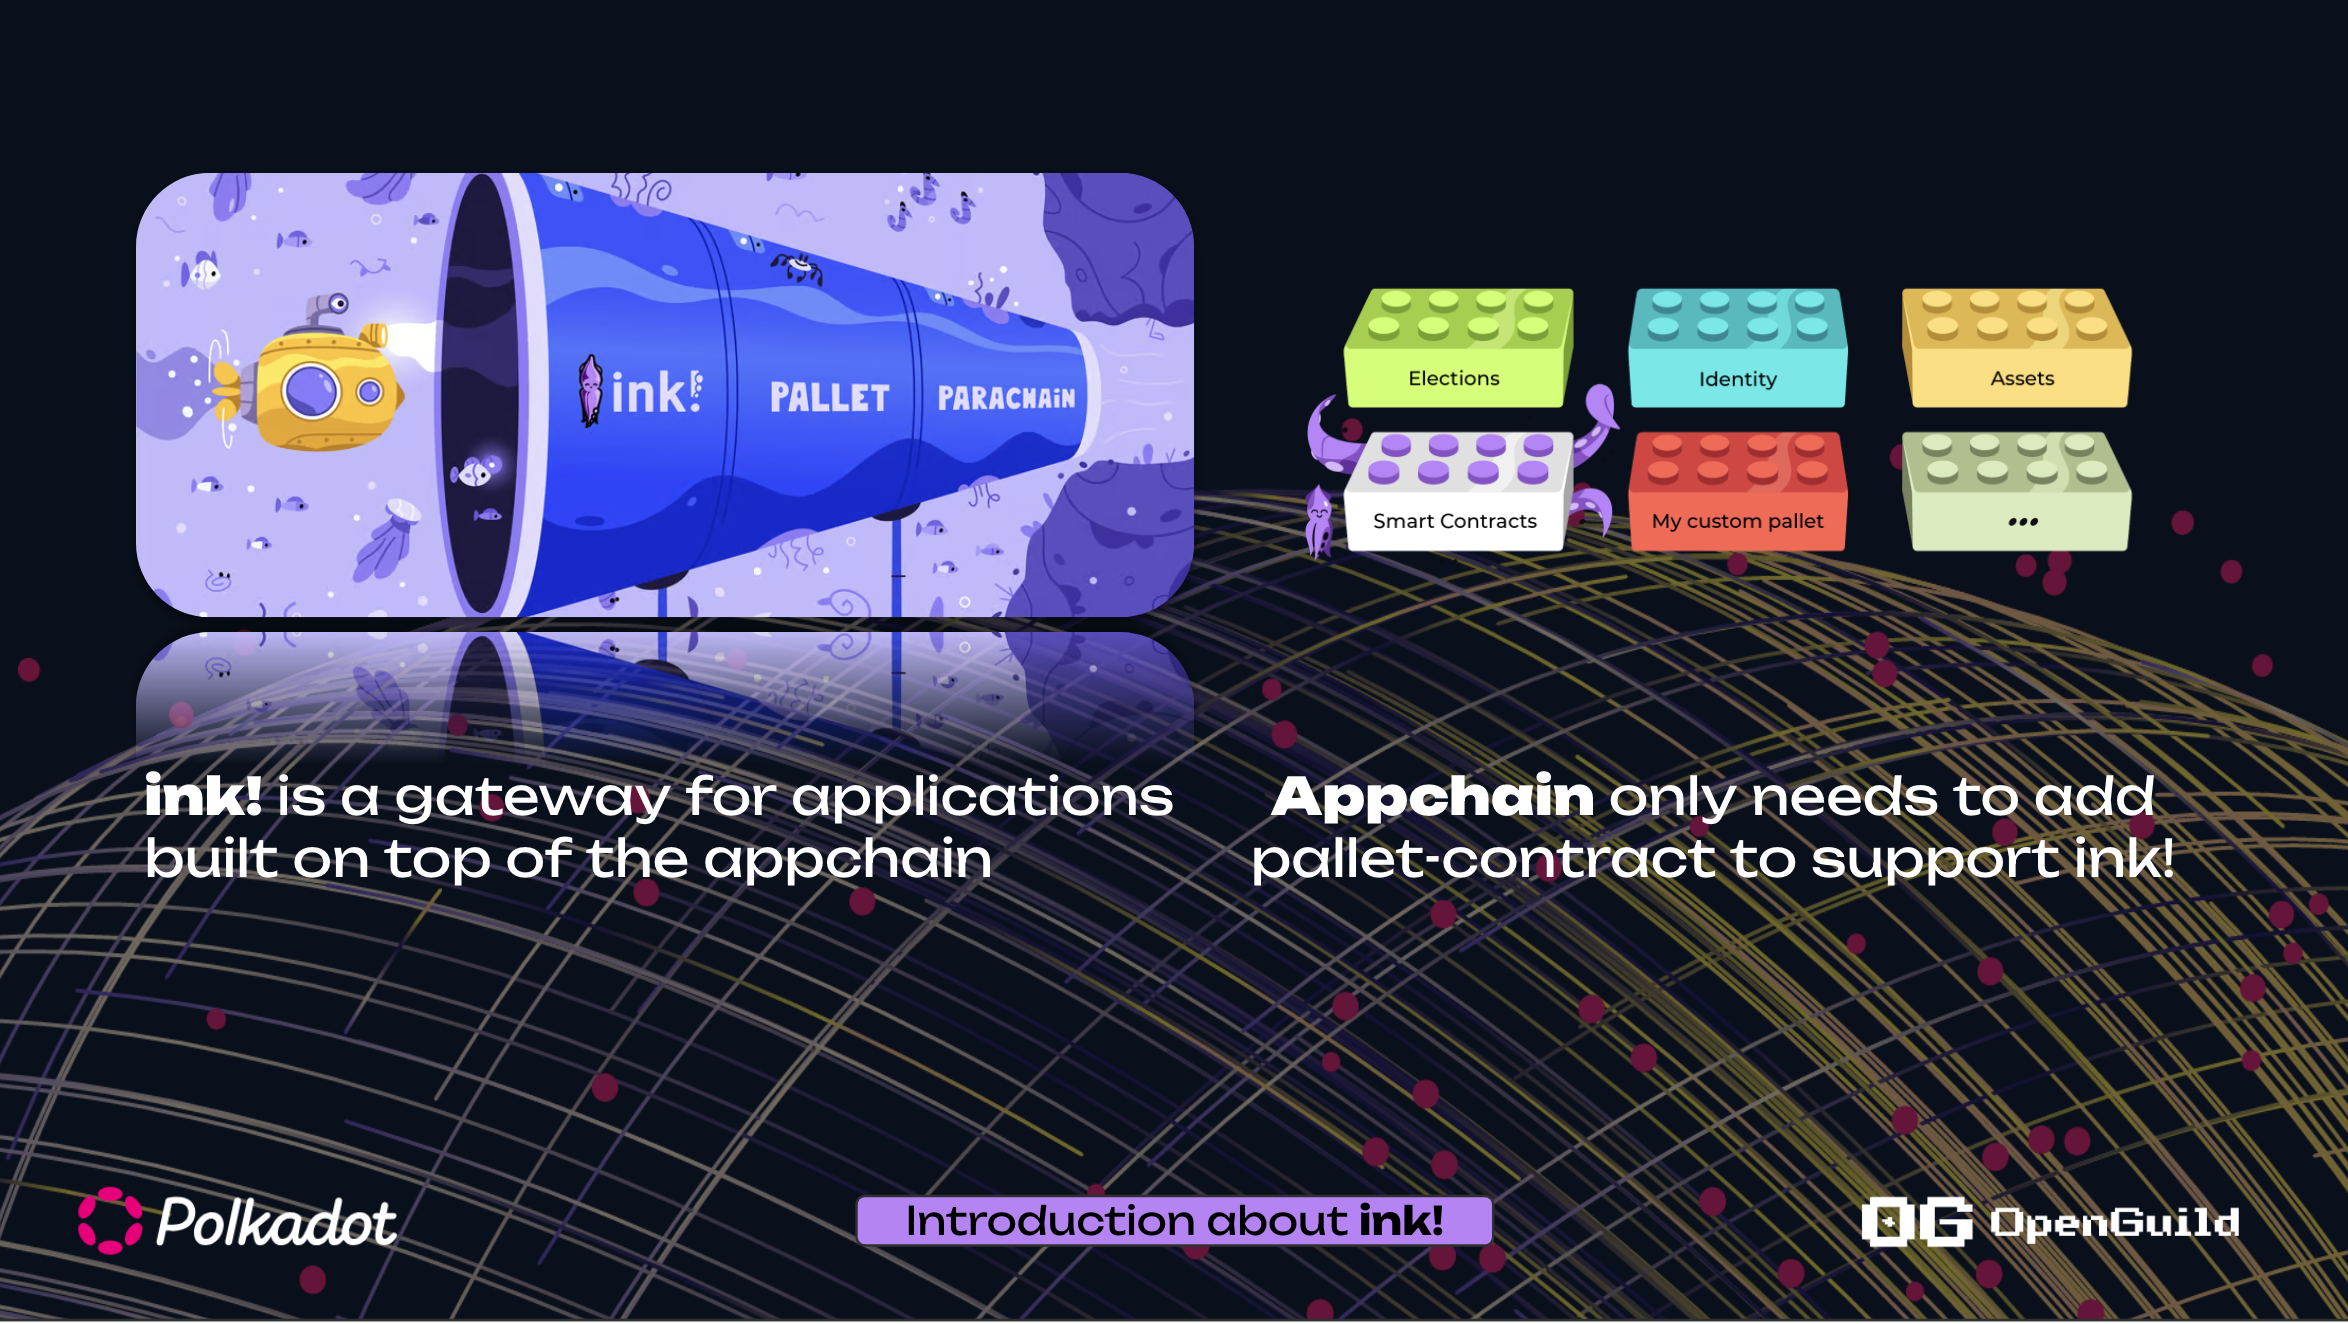 ink!
PALLET
PARACHAiN
Elections
Identity
Assets
Smart Contracts
My custom pallet
...
ink! is a gateway for applications
built on top of the appchain
Appchain only needs to add
pallet-contract to support ink!
Polkadot
Introduction about ink!
OG OpenGuild